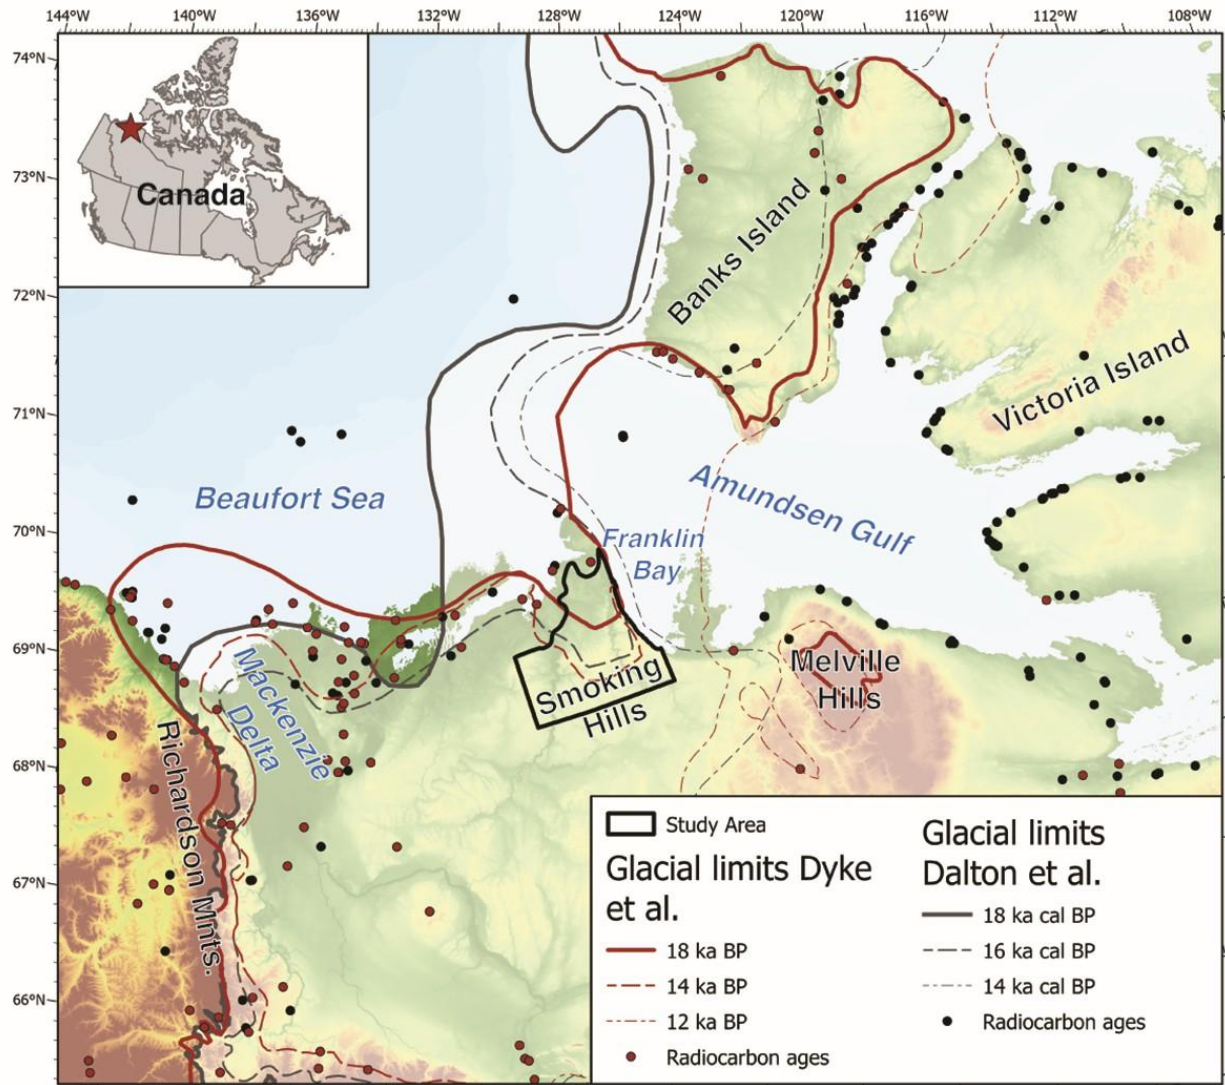 144°W 140°W 136°W 132°W 128°W 124°W 120°W 116°W 112°W 108°W
74°N
73°N
72°N
71°N
70°N
69°N
68°N
67°N
66°N
Canada
Banks Island
Victoria Island
Beaufort Sea
Amundsen Gulf
Franklin
Bay
Mackenzie
Delta
Smoking
Hills
Melville
Hills
Richardson Mnts.
Study Area
Glacial limits Dyke
et al.
18 ka BP
14 ka BP
12 ka BP
Radiocarbon ages
Glacial limits
Dalton et al.
18 ka cal BP
16 ka cal BP
14 ka cal BP
Radiocarbon ages